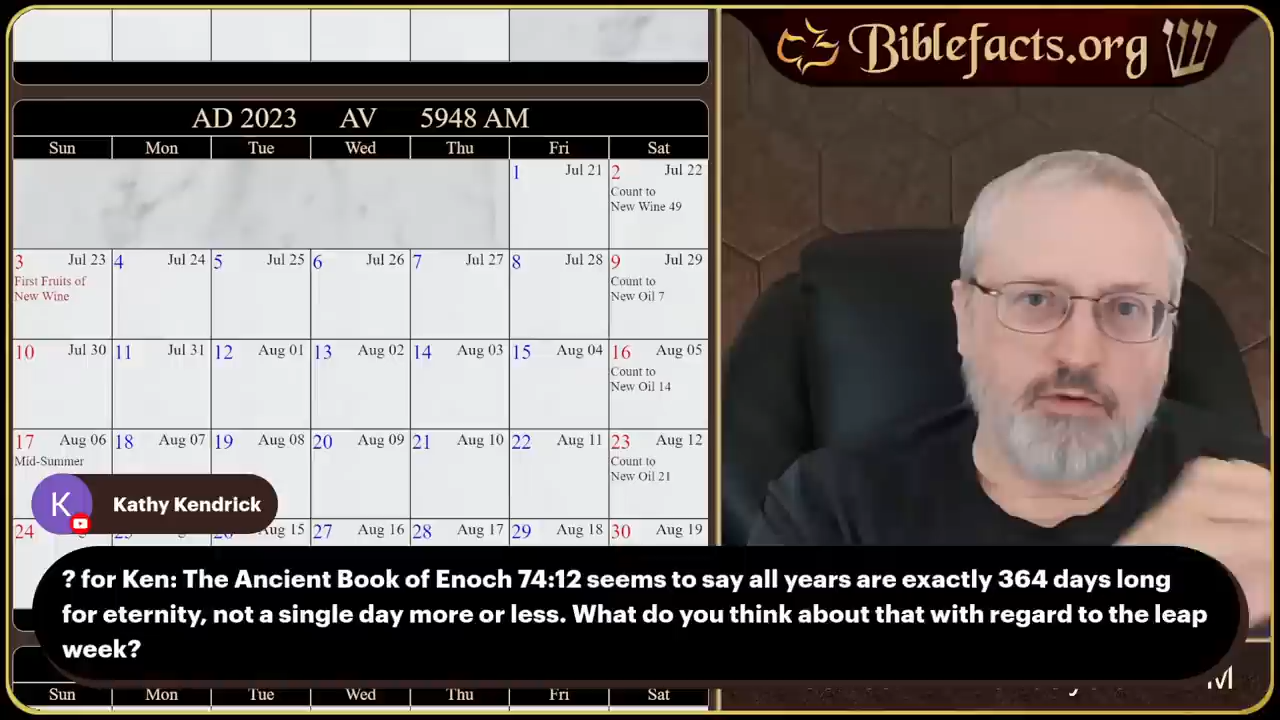 Biblefacts.org
AD 2023 AV 5948 AM
Sun Mon Tue Wed Thu Fri Sat
1 Jul 21 2 Jul 22
Count to
New Wine 49
3 Jul 23 4 Jul 24 5 Jul 25 6 Jul 26 7 Jul 27 8 Jul 28 9 Jul 29
First Fruits of
New Wine
Count to
New Oil 7
10 Jul 30 11 Jul 31 12 Aug 01 13 Aug 02 14 Aug 03 15 Aug 04 16 Aug 05
Count to
New Oil 14
17 Aug 06 18 Aug 07 19 Aug 08 20 Aug 09 21 Aug 10 22 Aug 11 23 Aug 12
Mid-Summer
Count to
New Oil 21
24 15 27 Aug 16 28 Aug 17 29 Aug 18 30 Aug 19
K Kathy Kendrick
? for Ken: The Ancient Book of Enoch 74:12 seems to say all years are exactly 364 days long
for eternity, not a single day more or less. What do you think about that with regard to the leap
week?
Sun Mon Tue Wed Thu Fri Sat